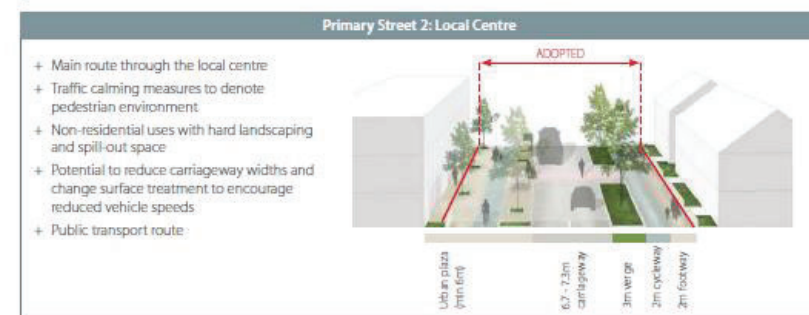 Primary Street 2: Local Centre
+ Main route through the local centre
+ Traffic calming measures to denote
pedestrian environment
+ Non-residential uses with hard landscaping
and spill-out space
+ Potential to reduce carriageway widths and
change surface treatment to encourage
reduced vehicle speeds
+ Public transport route
ADOPTED
Urban plaza
(min.6m)
6.7 - 7.3m
carriageway
3m verge
2m cycleway
2m footway